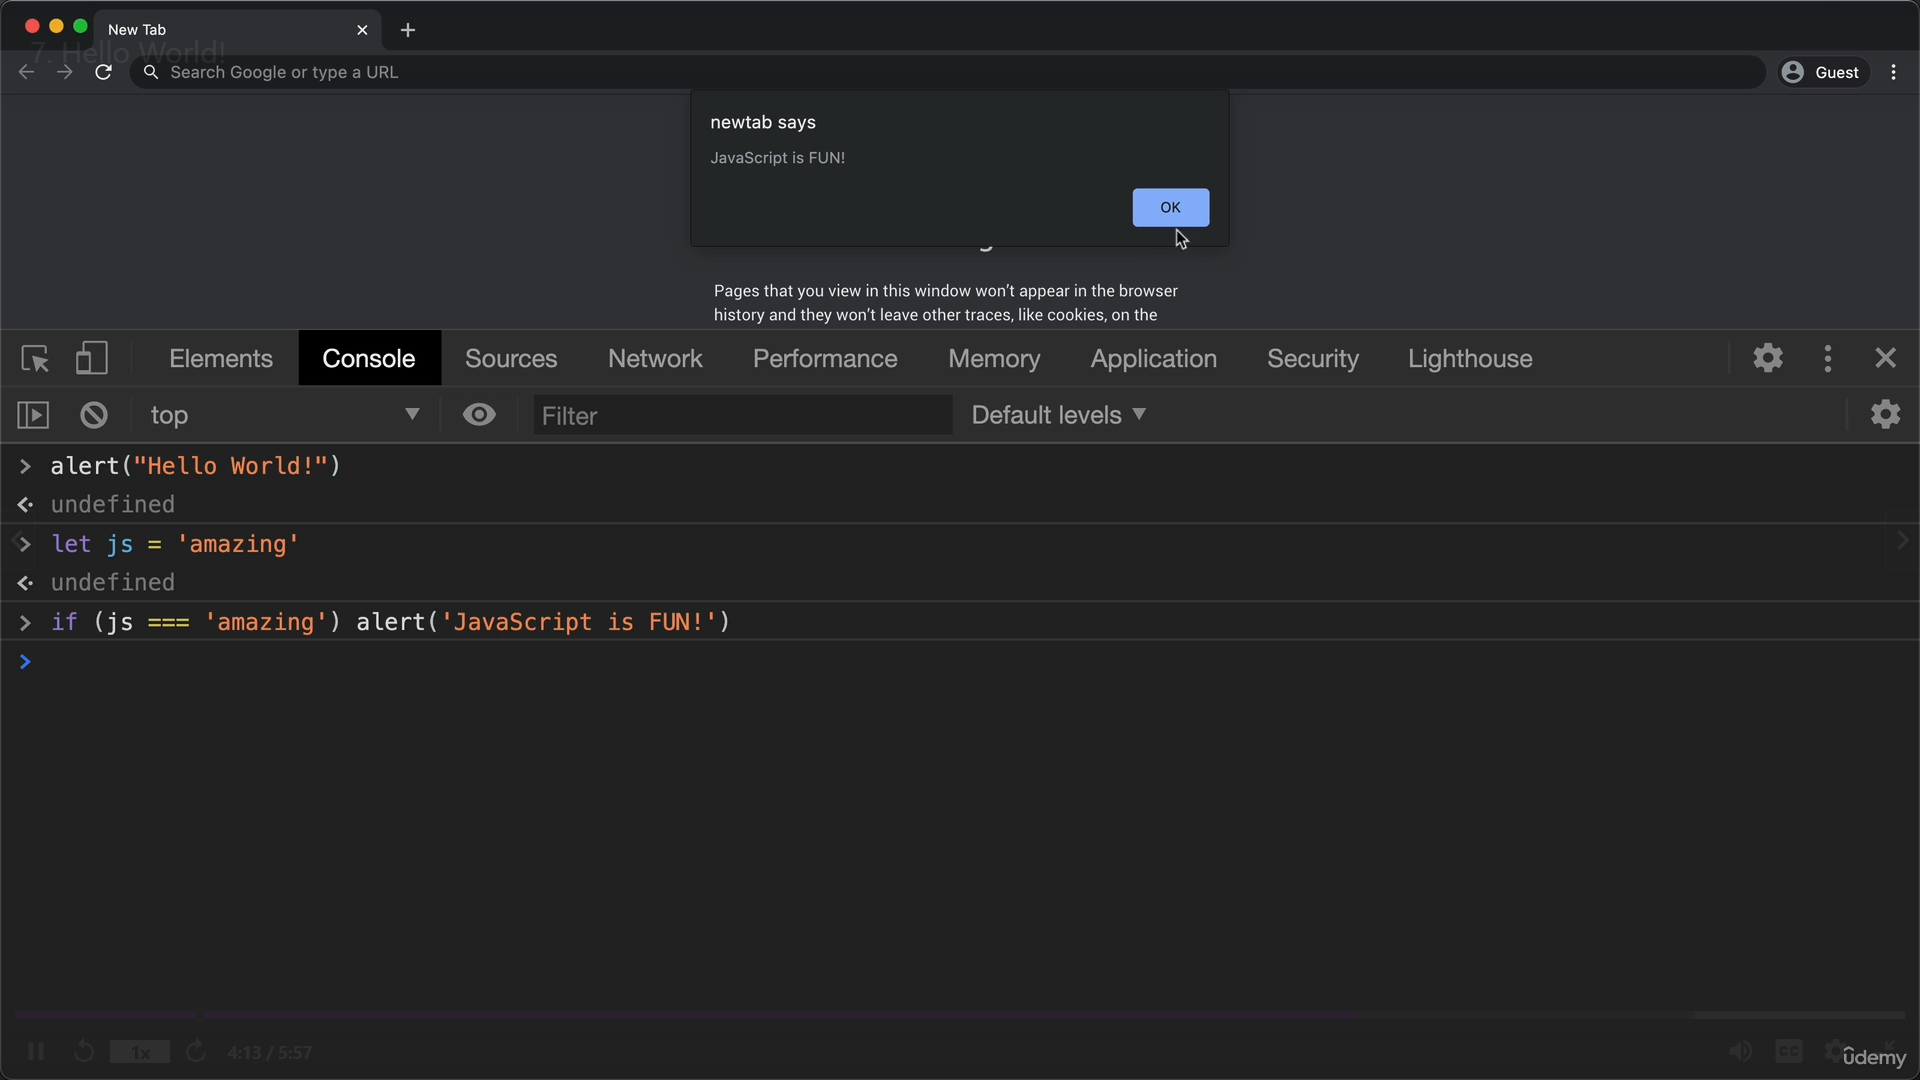 New Tab
7. Hello World!
Search Google or type a URL
Guest
newtab says
JavaScript is FUN!
OK
Pages that you view in this window won’t appear in the browser
history and they won’t leave other traces, like cookies, on the
Elements Console Sources Network Performance Memory Application Security Lighthouse
top Filter Default levels
> alert("Hello World!")
undefined
> let js = 'amazing'
undefined
> if (js === 'amazing') alert('JavaScript is FUN!')
>
1x 4:13 / 5:57 CC
udemy